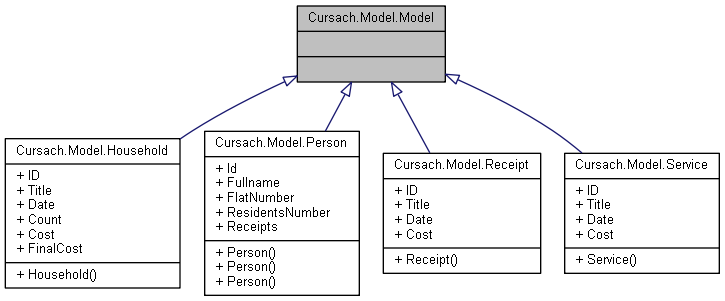 Cursach.Model.Model
Cursach.Model.Household
+ ID
+ Title
+ Date
+ Count
+ Cost
+ FinalCost
+ Household()
Cursach.Model.Person
+ Id
+ Fullname
+ FlatNumber
+ ResidentsNumber
+ Receipts
+ Person()
+ Person()
+ Person()
Cursach.Model.Receipt
+ ID
+ Title
+ Date
+ Cost
+ Receipt()
Cursach.Model.Service
+ ID
+ Title
+ Date
+ Cost
+ Service()